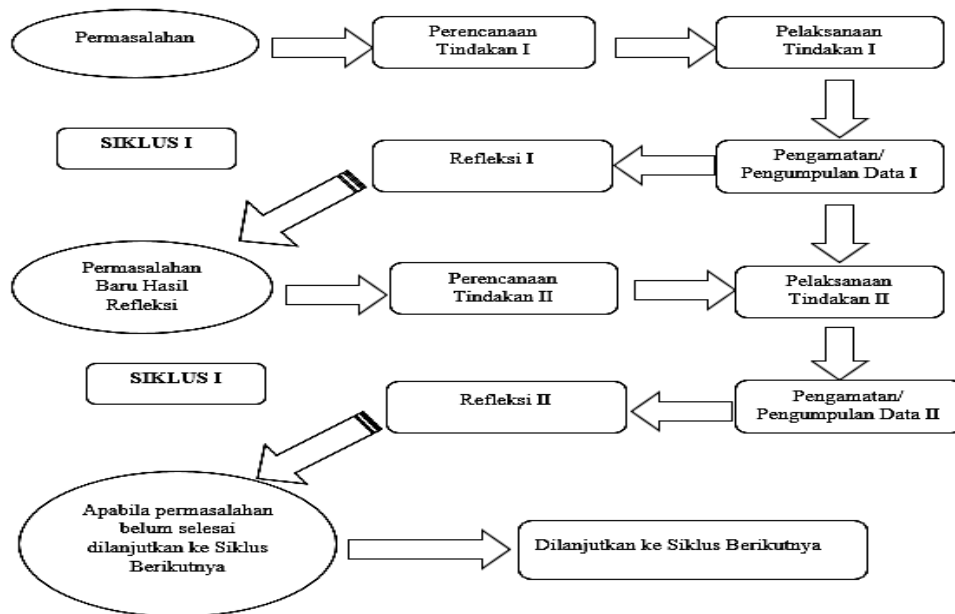 Permasalahan
Perencanaan
Tindakan I
Pelaksanaan
Tindakan I
SIKLUS I
Refleksi I
Pengamatan/
Pengumpulan Data I
Permasalahan
Baru Hasil
Refleksi
Perencanaan
Tindakan II
Pelaksanaan
Tindakan II
SIKLUS I
Refleksi II
Pengamatan/
Pengumpulan Data II
Apabila permasalahan
belum selesai
dilanjutkan ke Siklus
Berikutnya
Dilanjutkan ke Siklus Berikutnya